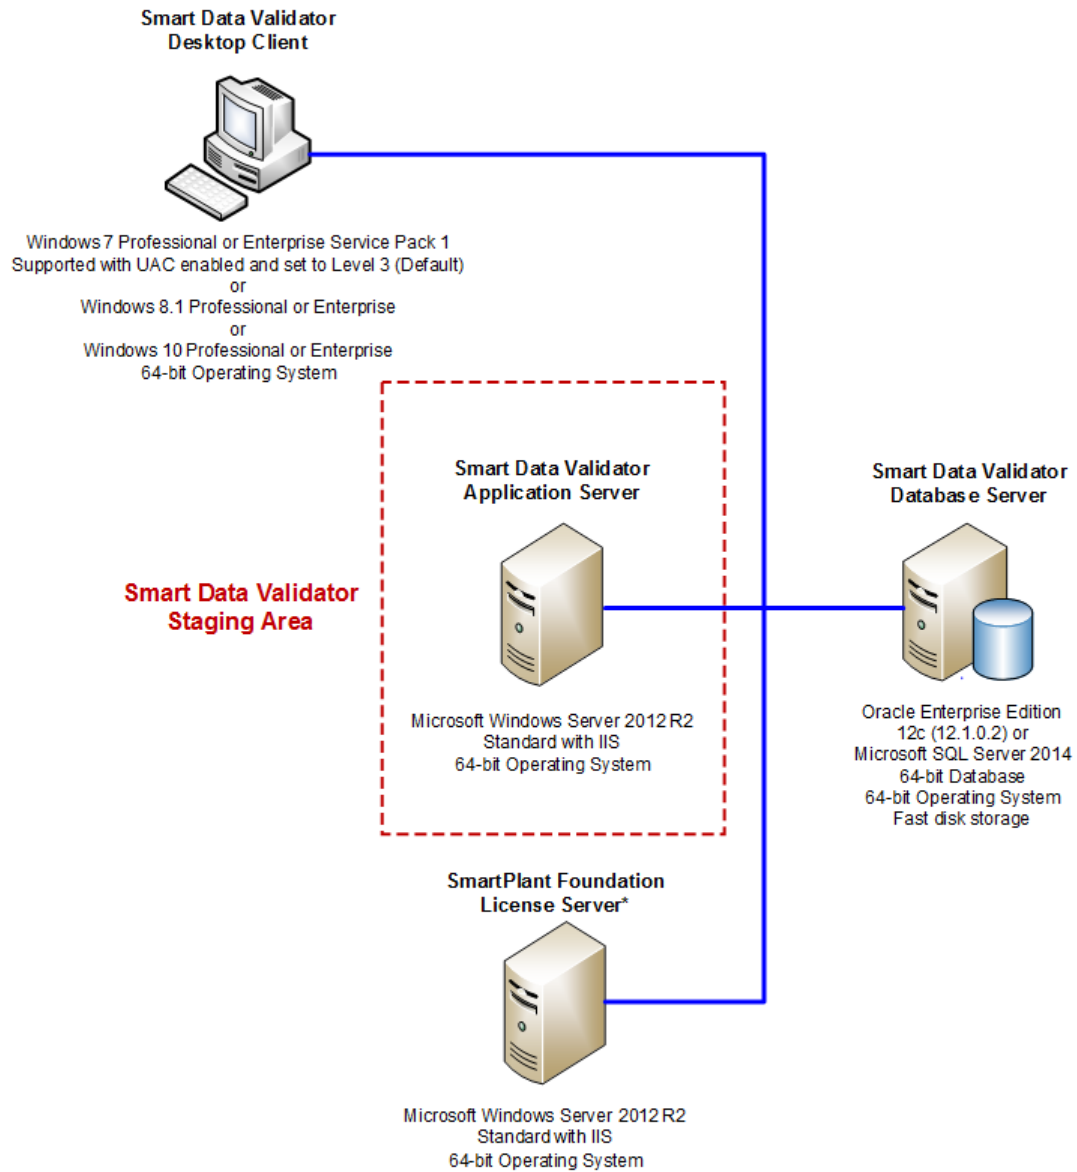 Smart Data Validator
Desktop Client
Windows 7 Professional or Enterprise Service Pack 1
Supported with UAC enabled and set to Level 3 (Default)
or
Windows 8.1 Professional or Enterprise
or
Windows 10 Professional or Enterprise
64-bit Operating System
Smart Data Validator
Staging Area
Smart Data Validator
Application Server
Microsoft Windows Server 2012 R2
Standard with IIS
64-bit Operating System
Smart Data Validator
Database Server
Oracle Enterprise Edition
12c (12.1.0.2) or
Microsoft SQL Server 2014
64-bit Database
64-bit Operating System
Fast disk storage
SmartPlant Foundation
License Server*
Microsoft Windows Server 2012 R2
Standard with IIS
64-bit Operating System